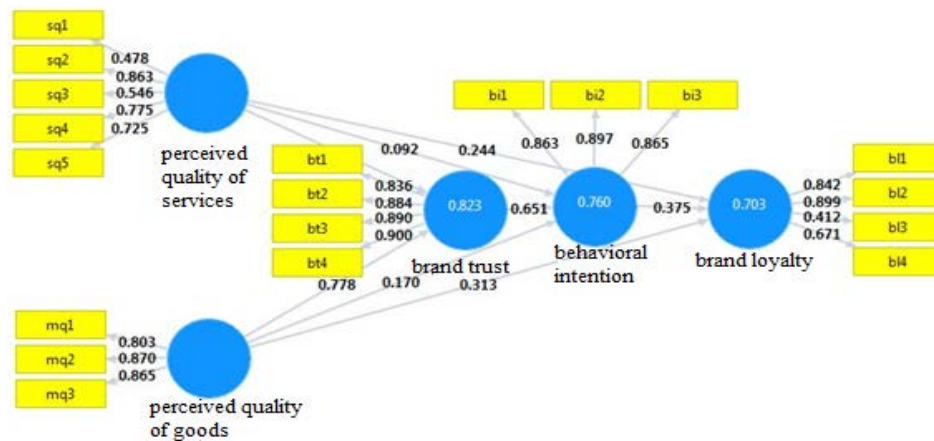 sq1
sq2
sq3
sq4
sq5
0.478
0.863
0.546
0.775
0.725
perceived
quality of
services
bi1
bi2
bi3
0.863
0.897
0.865
0.092
0.244
bt1
bt2
bt3
bt4
0.836
0.884
0.890
0.900
0.823
0.651
0.760
0.375
0.703
brand trust
behavioral
intention
brand loyalty
bl1
bl2
bl3
bl4
0.842
0.899
0.412
0.671
0.778
0.170
0.313
mq1
mq2
mq3
0.803
0.870
0.865
perceived quality
of goods